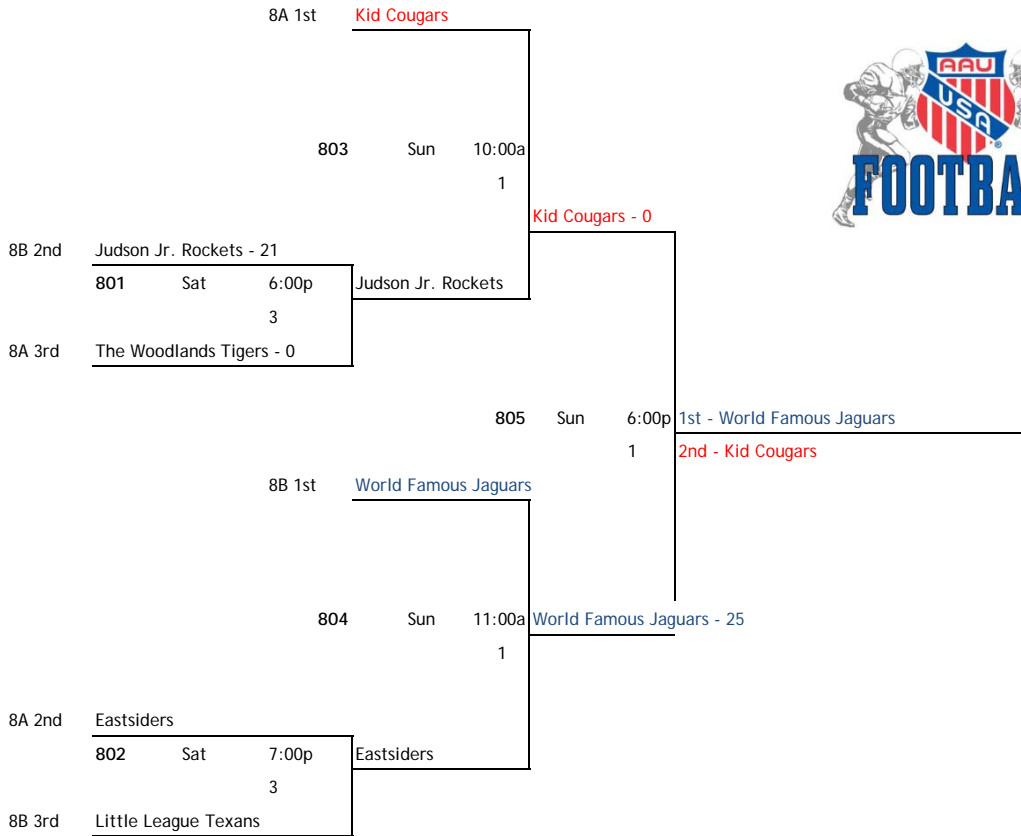 8A 1st Kid Cougars
AAU
USA
®
803 Sun 10:00a
1
Kid Cougars - 0
8B 2nd Judson Jr. Rockets - 21
801 Sat 6:00p Judson Jr. Rockets
3
8A 3rd The Woodlands Tigers - 0
805 Sun 6:00p 1st - World Famous Jaguars
1 2nd - Kid Cougars
8B 1st World Famous Jaguars
804 Sun 11:00a World Famous Jaguars - 25
1
8A 2nd Eastsiders
802 Sat 7:00p Eastsiders
3
8B 3rd Little League Texans